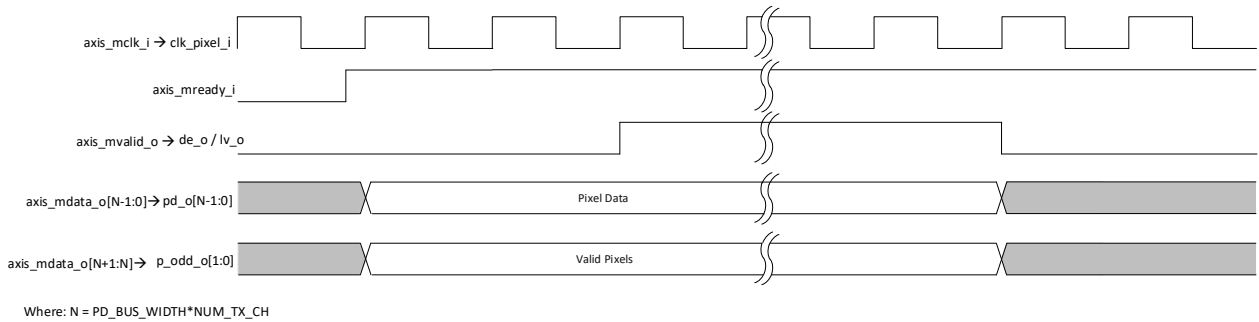 axis_mclk_i → clk_pixel_i
axis_mready_i
axis_mvalid_o → de_o / lv_o
axis_mdata_o[N-1:0] → pd_o[N-1:0]
Pixel Data
axis_mdata_o[N+1:N] → p_odd_o[1:0]
Valid Pixels
Where: N = PD_BUS_WIDTH*NUM_TX_CH